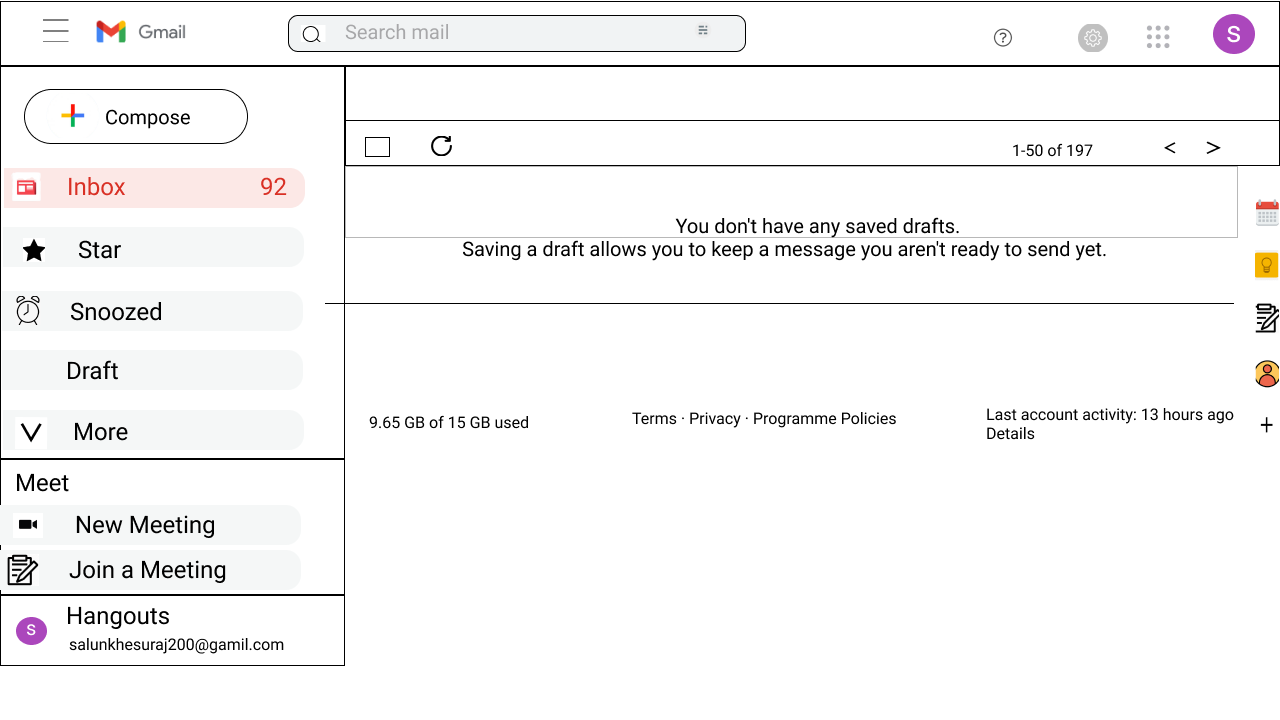 Gmail
Search mail
?
S
Compose
1-50 of 197
< >
Inbox 92
Star
Snoozed
Draft
More
You don't have any saved drafts.
Saving a draft allows you to keep a message you aren't ready to send yet.
9.65 GB of 15 GB used
Terms · Privacy · Programme Policies
Last account activity: 13 hours ago
Details
+
Meet
New Meeting
Join a Meeting
S
Hangouts
salunkhesuraj200@gamil.com